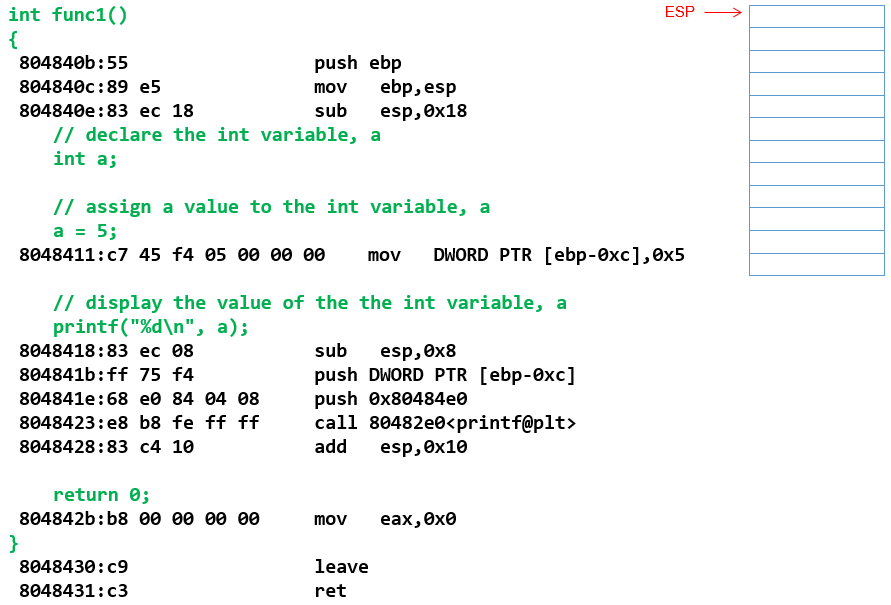 int func1()
ESP
{
804840b:55 push ebp
804840c:89 e5 mov ebp,esp
804840e:83 ec 18 sub esp,0x18
// declare the int variable, a
int a;
// assign a value to the int variable, a
a = 5;
8048411:c7 45 f4 05 00 00 00 mov DWORD PTR [ebp-0xc],0x5
// display the value of the the int variable, a
printf("%d\n", a);
8048418:83 ec 08 sub esp,0x8
804841b:ff 75 f4 push DWORD PTR [ebp-0xc]
804841e:68 e0 84 04 08 push 0x80484e0
8048423:e8 b8 fe ff ff call 80482e0<printf@plt>
8048428:83 c4 10 add esp,0x10
return 0;
804842b:b8 00 00 00 00 mov eax,0x0
}
8048430:c9 leave
8048431:c3 ret